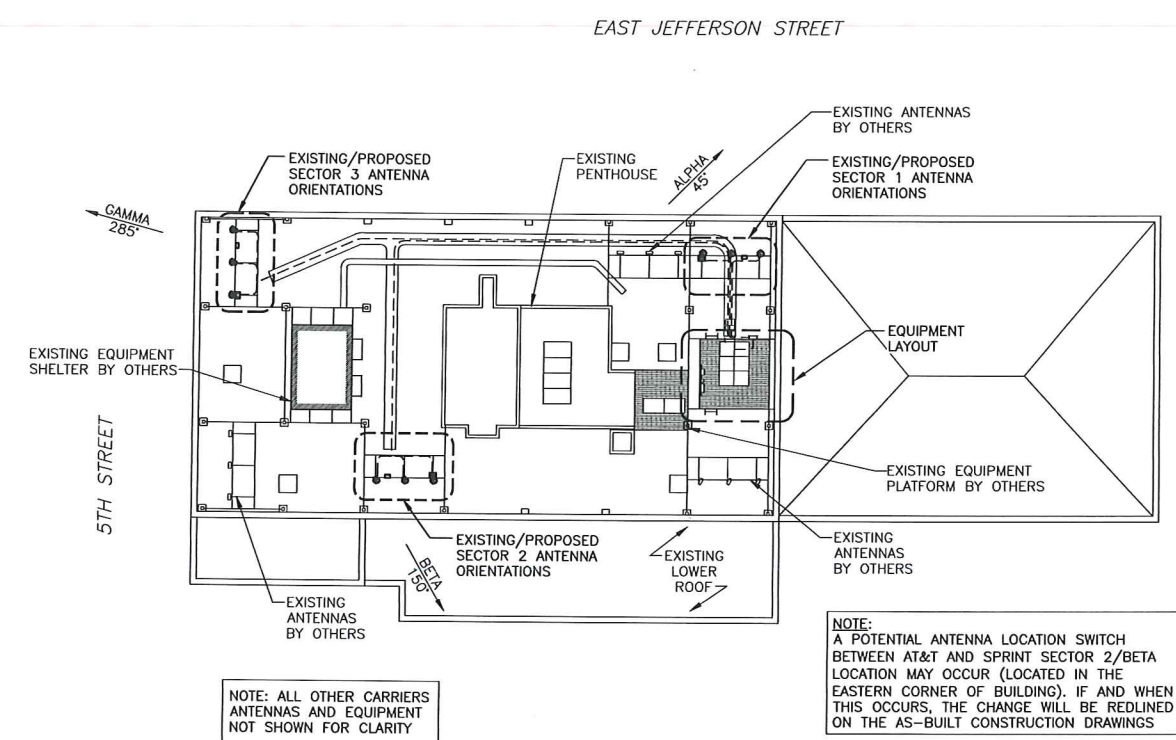 EAST JEFFERSON STREET
EXISTING ANTENNAS
BY OTHERS
EXISTING/PROPOSED
SECTOR 3 ANTENNA
ORIENTATIONS
EXISTING
PENTHOUSE
ALPHA
45°
EXISTING/PROPOSED
SECTOR 1 ANTENNA
ORIENTATIONS
GAMMA
285°
EQUIPMENT
LAYOUT
EXISTING EQUIPMENT
SHELTER BY OTHERS
5TH STREET
EXISTING EQUIPMENT
PLATFORM BY OTHERS
EXISTING/PROPOSED
SECTOR 2 ANTENNA
ORIENTATIONS
BETA
150°
EXISTING
LOWER
ROOF
EXISTING
ANTENNAS
BY OTHERS
EXISTING
ANTENNAS
BY OTHERS
NOTE:
A POTENTIAL ANTENNA LOCATION SWITCH
BETWEEN AT&T AND SPRINT SECTOR 2/BETA
LOCATION MAY OCCUR (LOCATED IN THE
EASTERN CORNER OF BUILDING). IF AND WHEN
THIS OCCURS, THE CHANGE WILL BE REDLINED
ON THE AS-BUILT CONSTRUCTION DRAWINGS
NOTE: ALL OTHER CARRIERS
ANTENNAS AND EQUIPMENT
NOT SHOWN FOR CLARITY